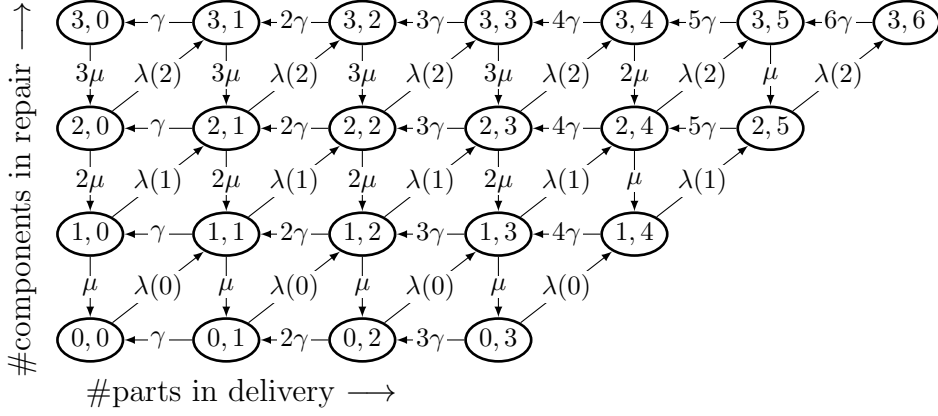 #components in repair ⟶
3, 0 γ 3, 1 2γ 3, 2 3γ 3, 3 4γ 3, 4 5γ 3, 5 6γ 3, 6
3μ λ(2) 3μ λ(2) 3μ λ(2) 3μ λ(2) 2μ λ(2) μ λ(2)
2, 0 γ 2, 1 2γ 2, 2 3γ 2, 3 4γ 2, 4 5γ 2, 5
2μ λ(1) 2μ λ(1) 2μ λ(1) 2μ λ(1) μ λ(1)
1, 0 γ 1, 1 2γ 1, 2 3γ 1, 3 4γ 1, 4
μ λ(0) μ λ(0) μ λ(0) μ λ(0)
0, 0 γ 0, 1 2γ 0, 2 3γ 0, 3
#parts in delivery ⟶